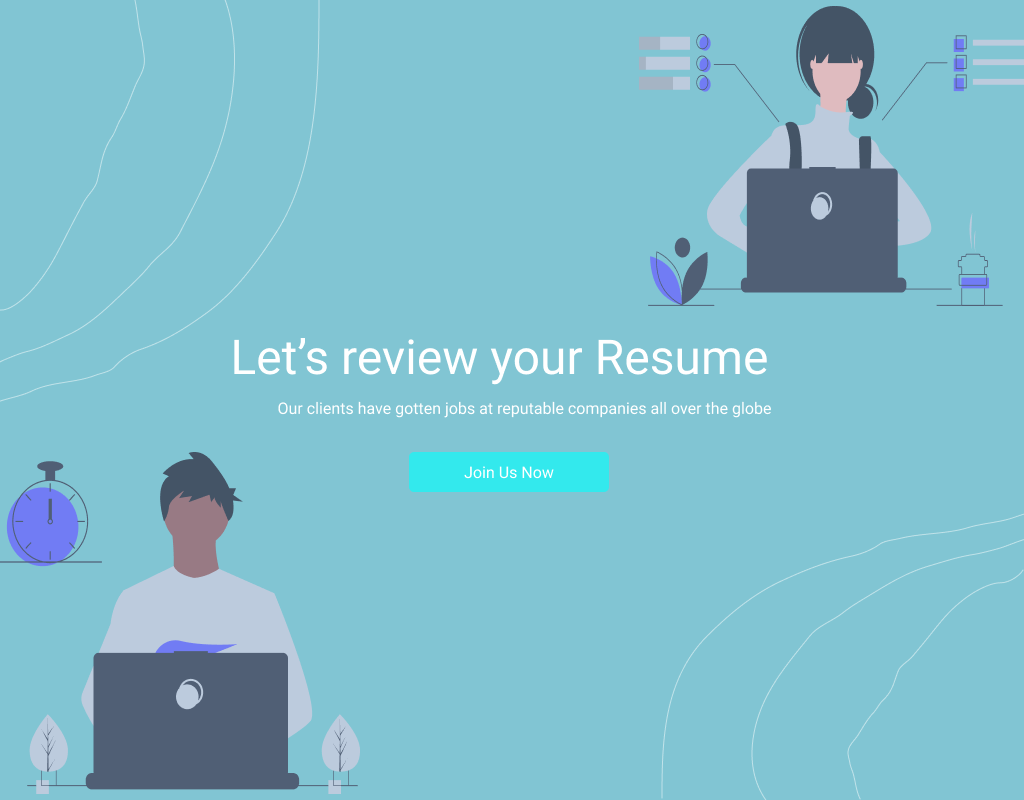 Let’s review your Resume
Our clients have gotten jobs at reputable companies all over the globe
Join Us Now